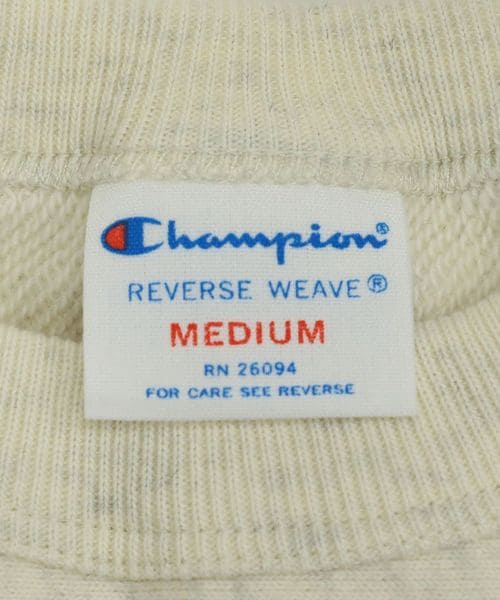 Champion®
REVERSE WEAVE®
MEDIUM
RN 26094
FOR CARE SEE REVERSE